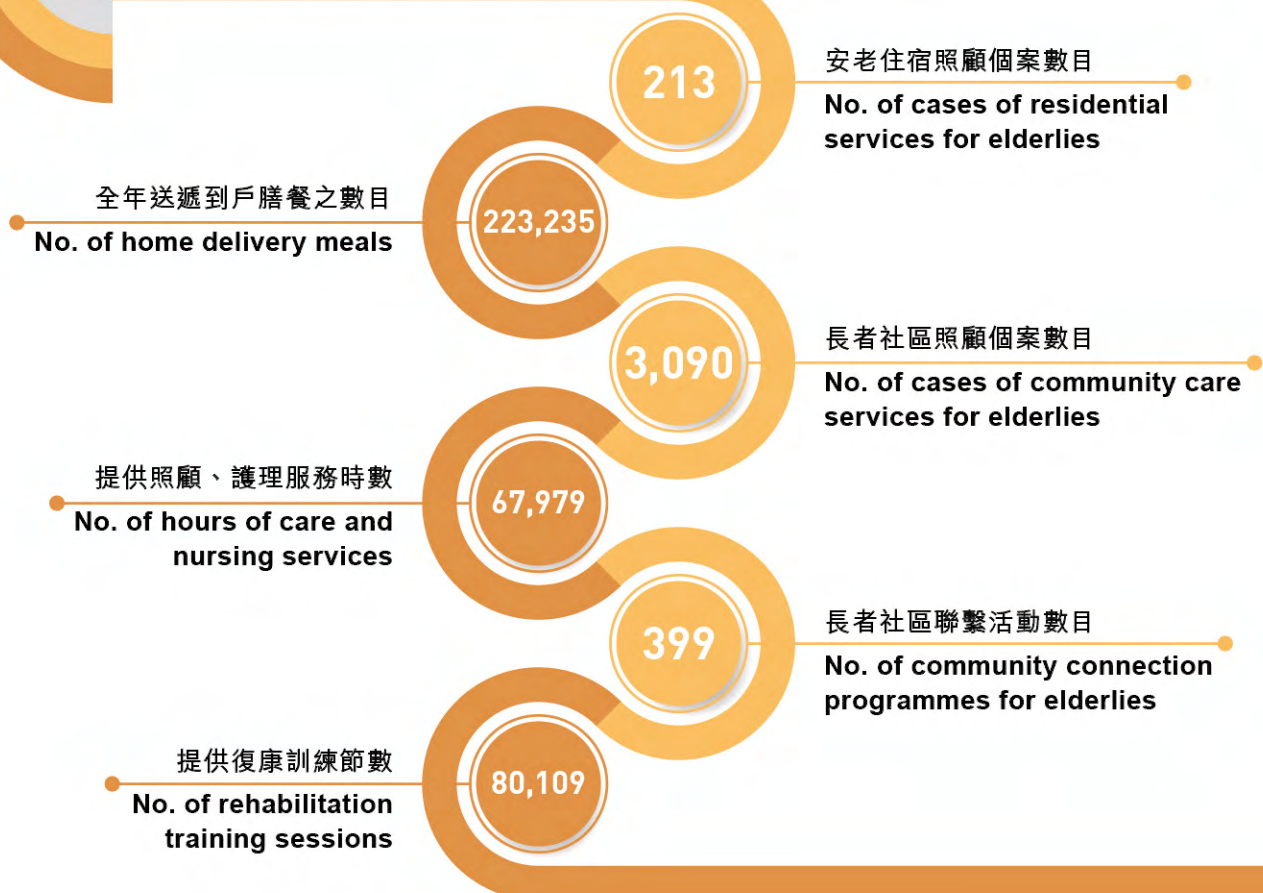 213
安老住宿照顧個案數目
No. of cases of residential
services for elderlies
全年送遞到戶膳餐之數目
No. of home delivery meals
223,235
3,090
長者社區照顧個案數目
No. of cases of community care
services for elderlies
提供照顧、護理服務時數
No. of hours of care and
nursing services
67,979
399
長者社區聯繫活動數目
No. of community connection
programmes for elderlies
提供復康訓練節數
No. of rehabilitation
training sessions
80,109